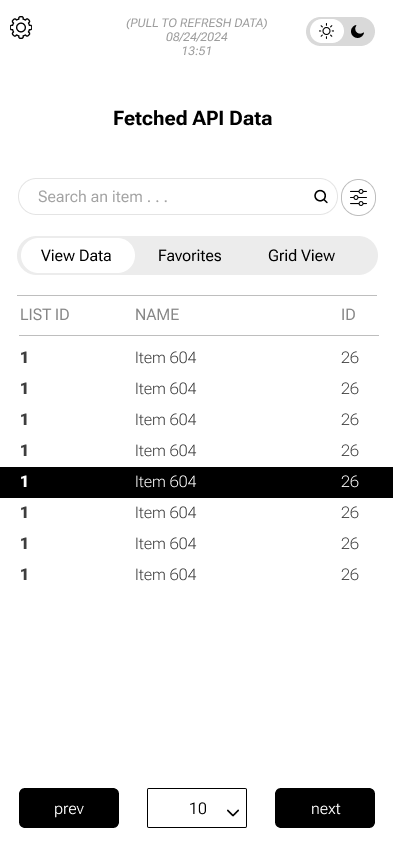 (PULL TO REFRESH DATA)
08/24/2024
13:51
Fetched API Data
Search an item . . .
View Data Favorites Grid View
LIST ID NAME ID
1 Item 604 26
1 Item 604 26
1 Item 604 26
1 Item 604 26
1 Item 604 26
1 Item 604 26
1 Item 604 26
1 Item 604 26
prev 10 next